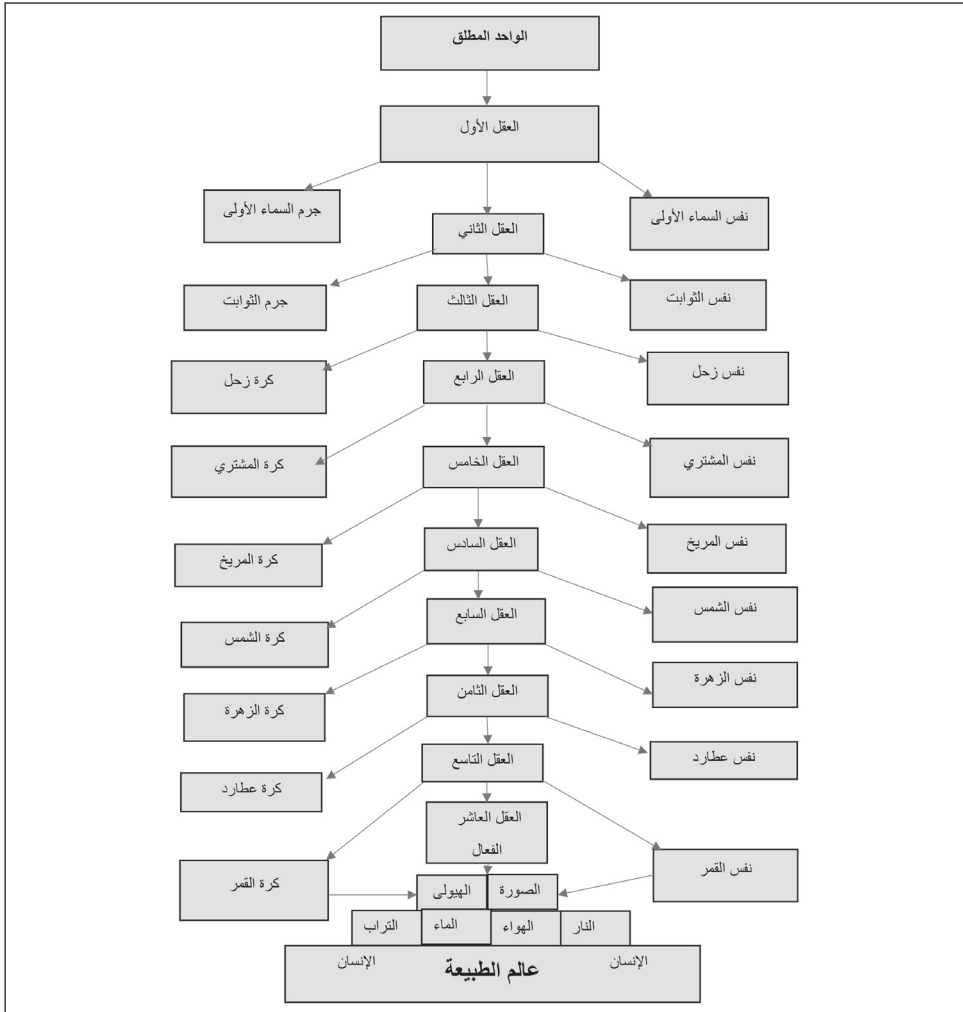 الواحد المطلق
العقل الأول
نفس السماء الأولى
جرم السماء الأولى
العقل الثاني
نفس الثوابت
العقل الثالث
جرم الثوابت
نفس زحل
العقل الرابع
كرة زحل
نفس المشتري
العقل الخامس
كرة المشتري
نفس المريخ
العقل السادس
كرة المريخ
نفس الشمس
العقل السابع
كرة الشمس
نفس الزهرة
العقل الثامن
كرة الزهرة
نفس عطارد
العقل التاسع
كرة عطارد
العقل العاشر
الفعال
نفس القمر
كرة القمر
الصورة
الهيولى
النار
الهواء
الماء
التراب
الإنسان
عالم الطبيعة
الإنسان